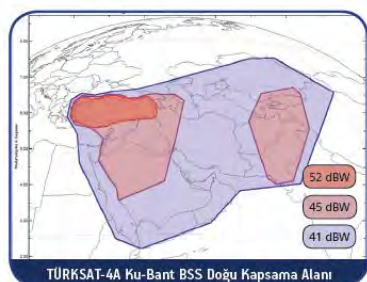 52 dBW
45 dBW
41 dBW
TÜRKSAT-4A Ku-Bant BSS Doğu Kapsama Alanı